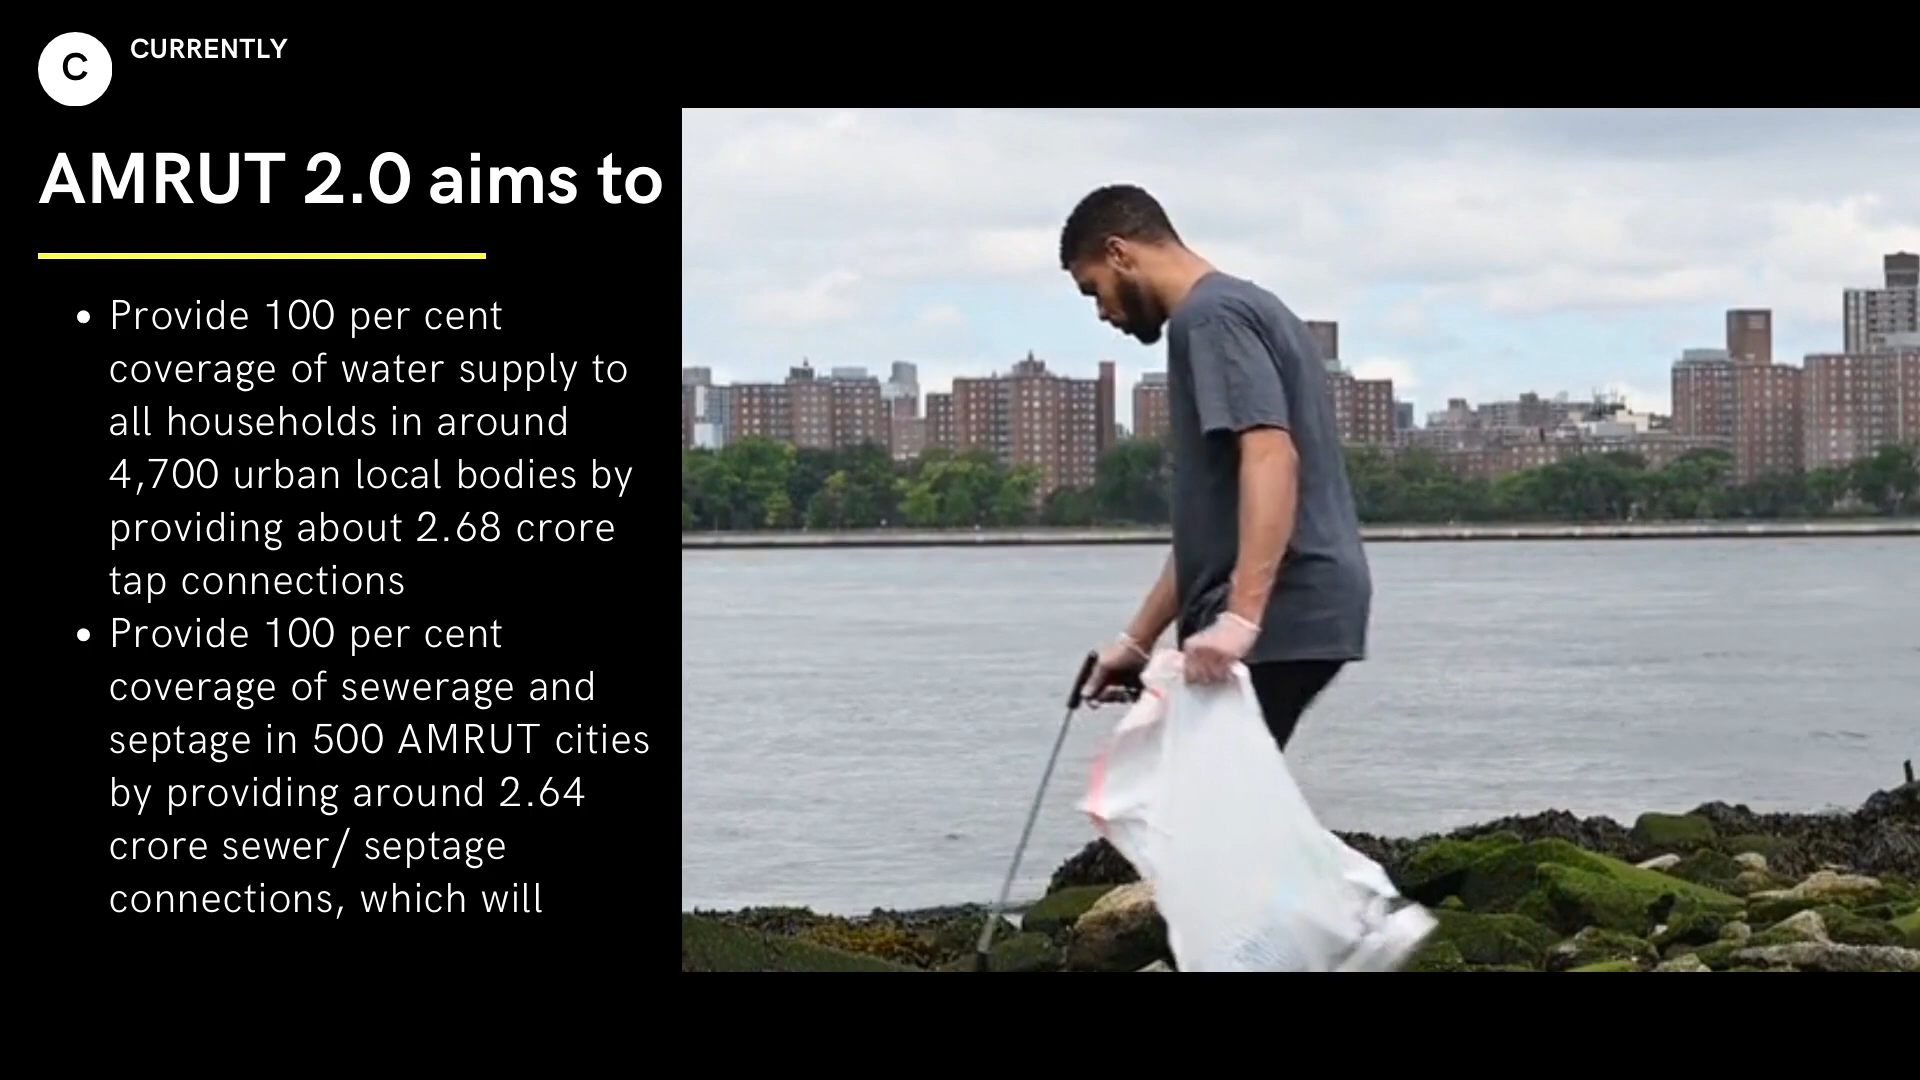 C
CURRENTLY
AMRUT 2.0 aims to
• Provide 100 per cent
coverage of water supply to
all households in around
4,700 urban local bodies by
providing about 2.68 crore
tap connections
• Provide 100 per cent
coverage of sewerage and
septage in 500 AMRUT cities
by providing around 2.64
crore sewer/ septage
connections, which will